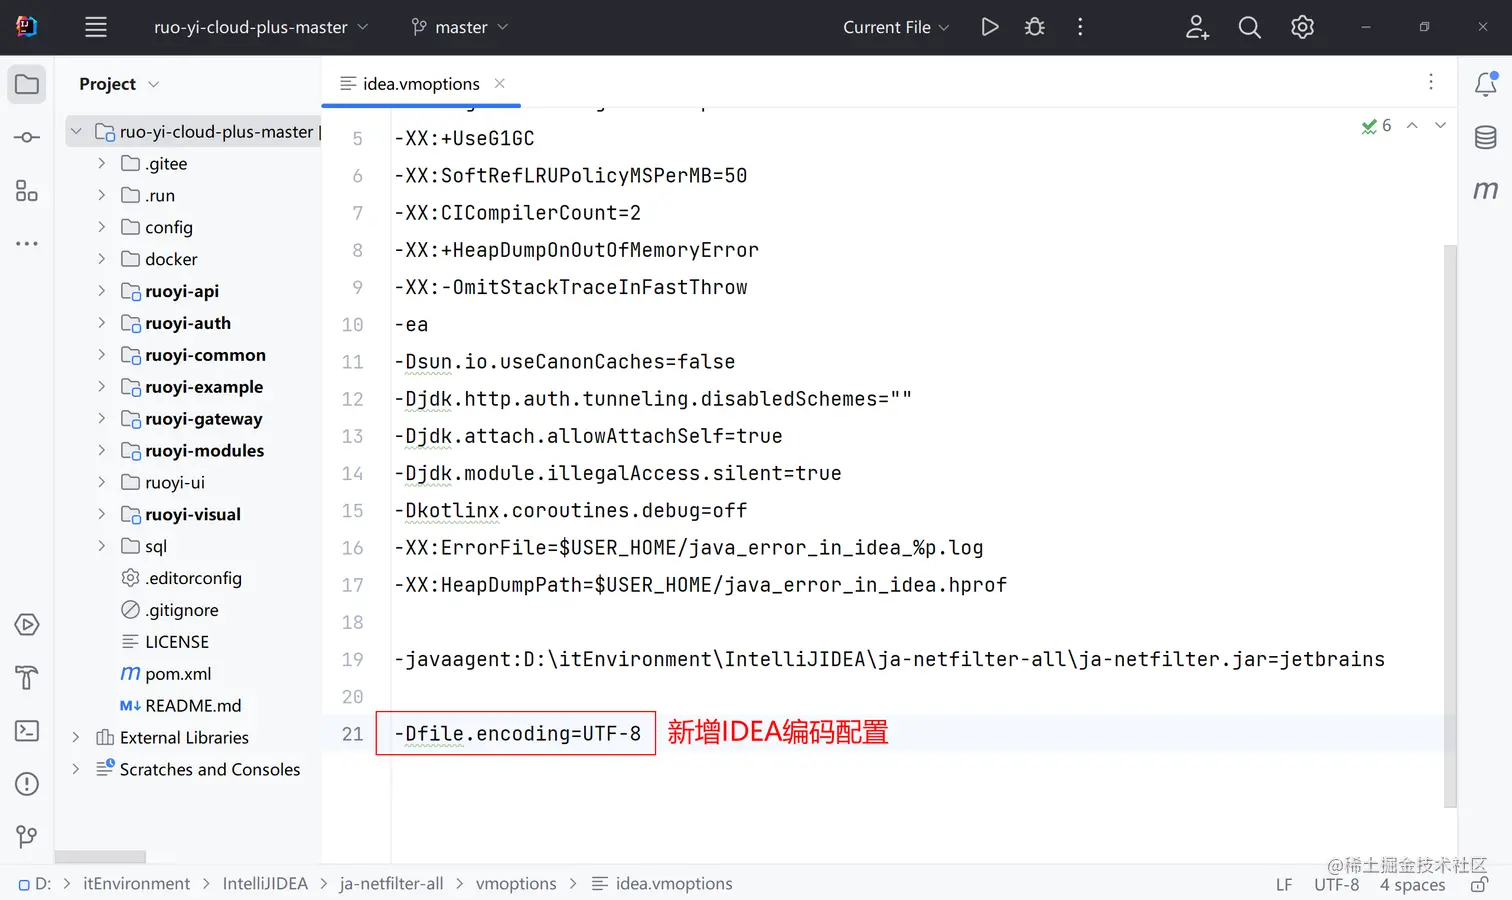 ruo-yi-cloud-plus-master
master
Current File
Project
idea.vmoptions
ruo-yi-cloud-plus-master
.gitee
.run
config
docker
ruoyi-api
ruoyi-auth
ruoyi-common
ruoyi-example
ruoyi-gateway
ruoyi-modules
ruoyi-ui
ruoyi-visual
sql
.editorconfig
.gitignore
LICENSE
m pom.xml
M↓ README.md
External Libraries
Scratches and Consoles
6
m
5 -XX:+UseG1GC
6 -XX:SoftRefLRUPolicyMSPerMB=50
7 -XX:CICompilerCount=2
8 -XX:+HeapDumpOnOutOfMemoryError
9 -XX:-OmitStackTraceInFastThrow
10 -ea
11 -Dsun.io.useCanonCaches=false
12 -Djdk.http.auth.tunneling.disabledSchemes=""
13 -Djdk.attach.allowAttachSelf=true
14 -Djdk.module.illegalAccess.silent=true
15 -Dkotlinx.coroutines.debug=off
16 -XX:ErrorFile=$USER_HOME/java_error_in_idea_%p.log
17 -XX:HeapDumpPath=$USER_HOME/java_error_in_idea.hprof
18
19 -javaagent:D:\itEnvironment\IntelliJIDEA\ja-netfilter-all\ja-netfilter.jar=jetbrains
20
21 -Dfile.encoding=UTF-8 新增IDEA编码配置
@稀土掘金技术社区
D: > itEnvironment > IntelliJIDEA > ja-netfilter-all > vmoptions > idea.vmoptions
LF UTF-8 4 spaces